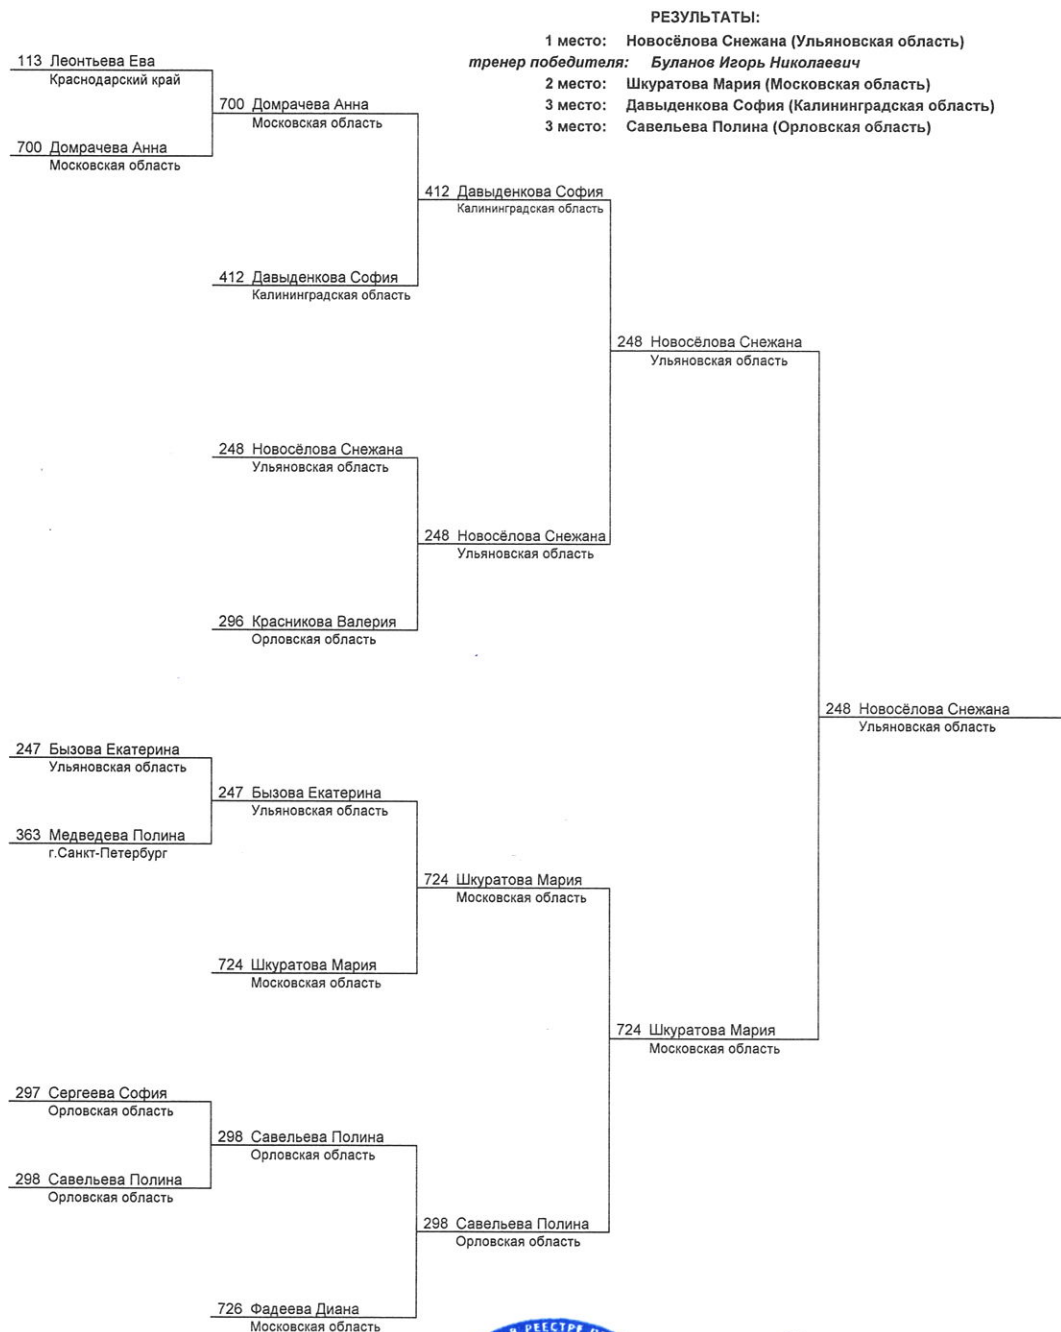 РЕЗУЛЬТАТЫ:
1 место: Новосёлова Снежана (Ульяновская область)
тренер победителя: Буланов Игорь Николаевич
2 место: Шкуратова Мария (Московская область)
3 место: Давыденкова София (Калининградская область)
3 место: Савельева Полина (Орловская область)
113 Леонтьева Ева
Краснодарский край
700 Домрачева Анна
Московская область
700 Домрачева Анна
Московская область
412 Давыденкова София
Калининградская область
412 Давыденкова София
Калининградская область
248 Новосёлова Снежана
Ульяновская область
248 Новосёлова Снежана
Ульяновская область
248 Новосёлова Снежана
Ульяновская область
296 Красникова Валерия
Орловская область
248 Новосёлова Снежана
Ульяновская область
247 Бызова Екатерина
Ульяновская область
247 Бызова Екатерина
Ульяновская область
363 Медведева Полина
г.Санкт-Петербург
724 Шкуратова Мария
Московская область
724 Шкуратова Мария
Московская область
724 Шкуратова Мария
Московская область
297 Сергеева София
Орловская область
298 Савельева Полина
Орловская область
298 Савельева Полина
Орловская область
298 Савельева Полина
Орловская область
726 Фадеева Диана
Московская область
РЕЕСТРЕ